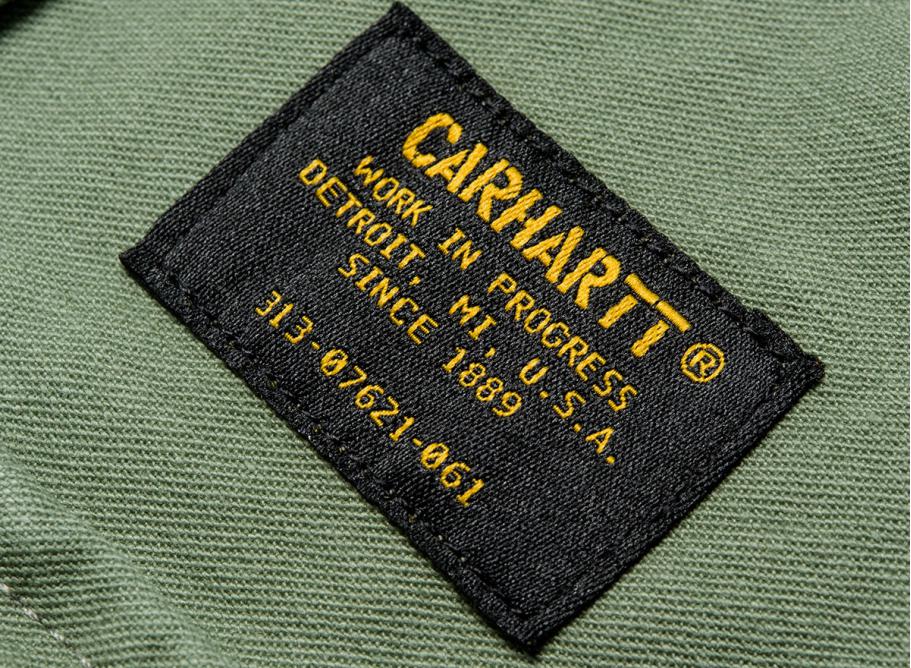 CARHARTT®
WORK IN PROGRESS
DETROIT, MI, U.S.A.
SINCE 1889
313-07621-061